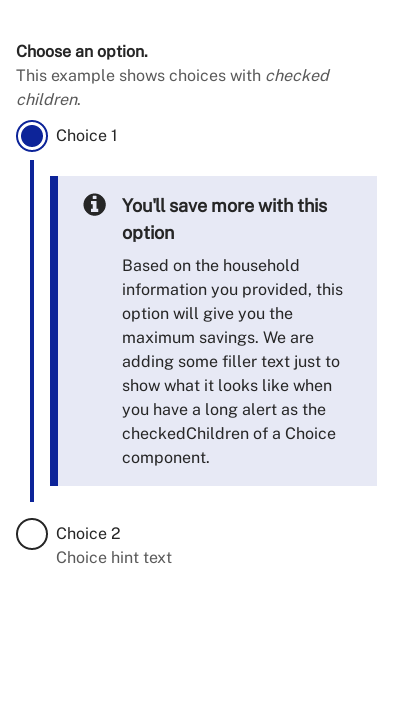 Choose an option.
This example shows choices with checked
children.
Choice 1
You'll save more with this
option
Based on the household
information you provided, this
option will give you the
maximum savings. We are
adding some filler text just to
show what it looks like when
you have a long alert as the
checkedChildren of a Choice
component.
Choice 2
Choice hint text